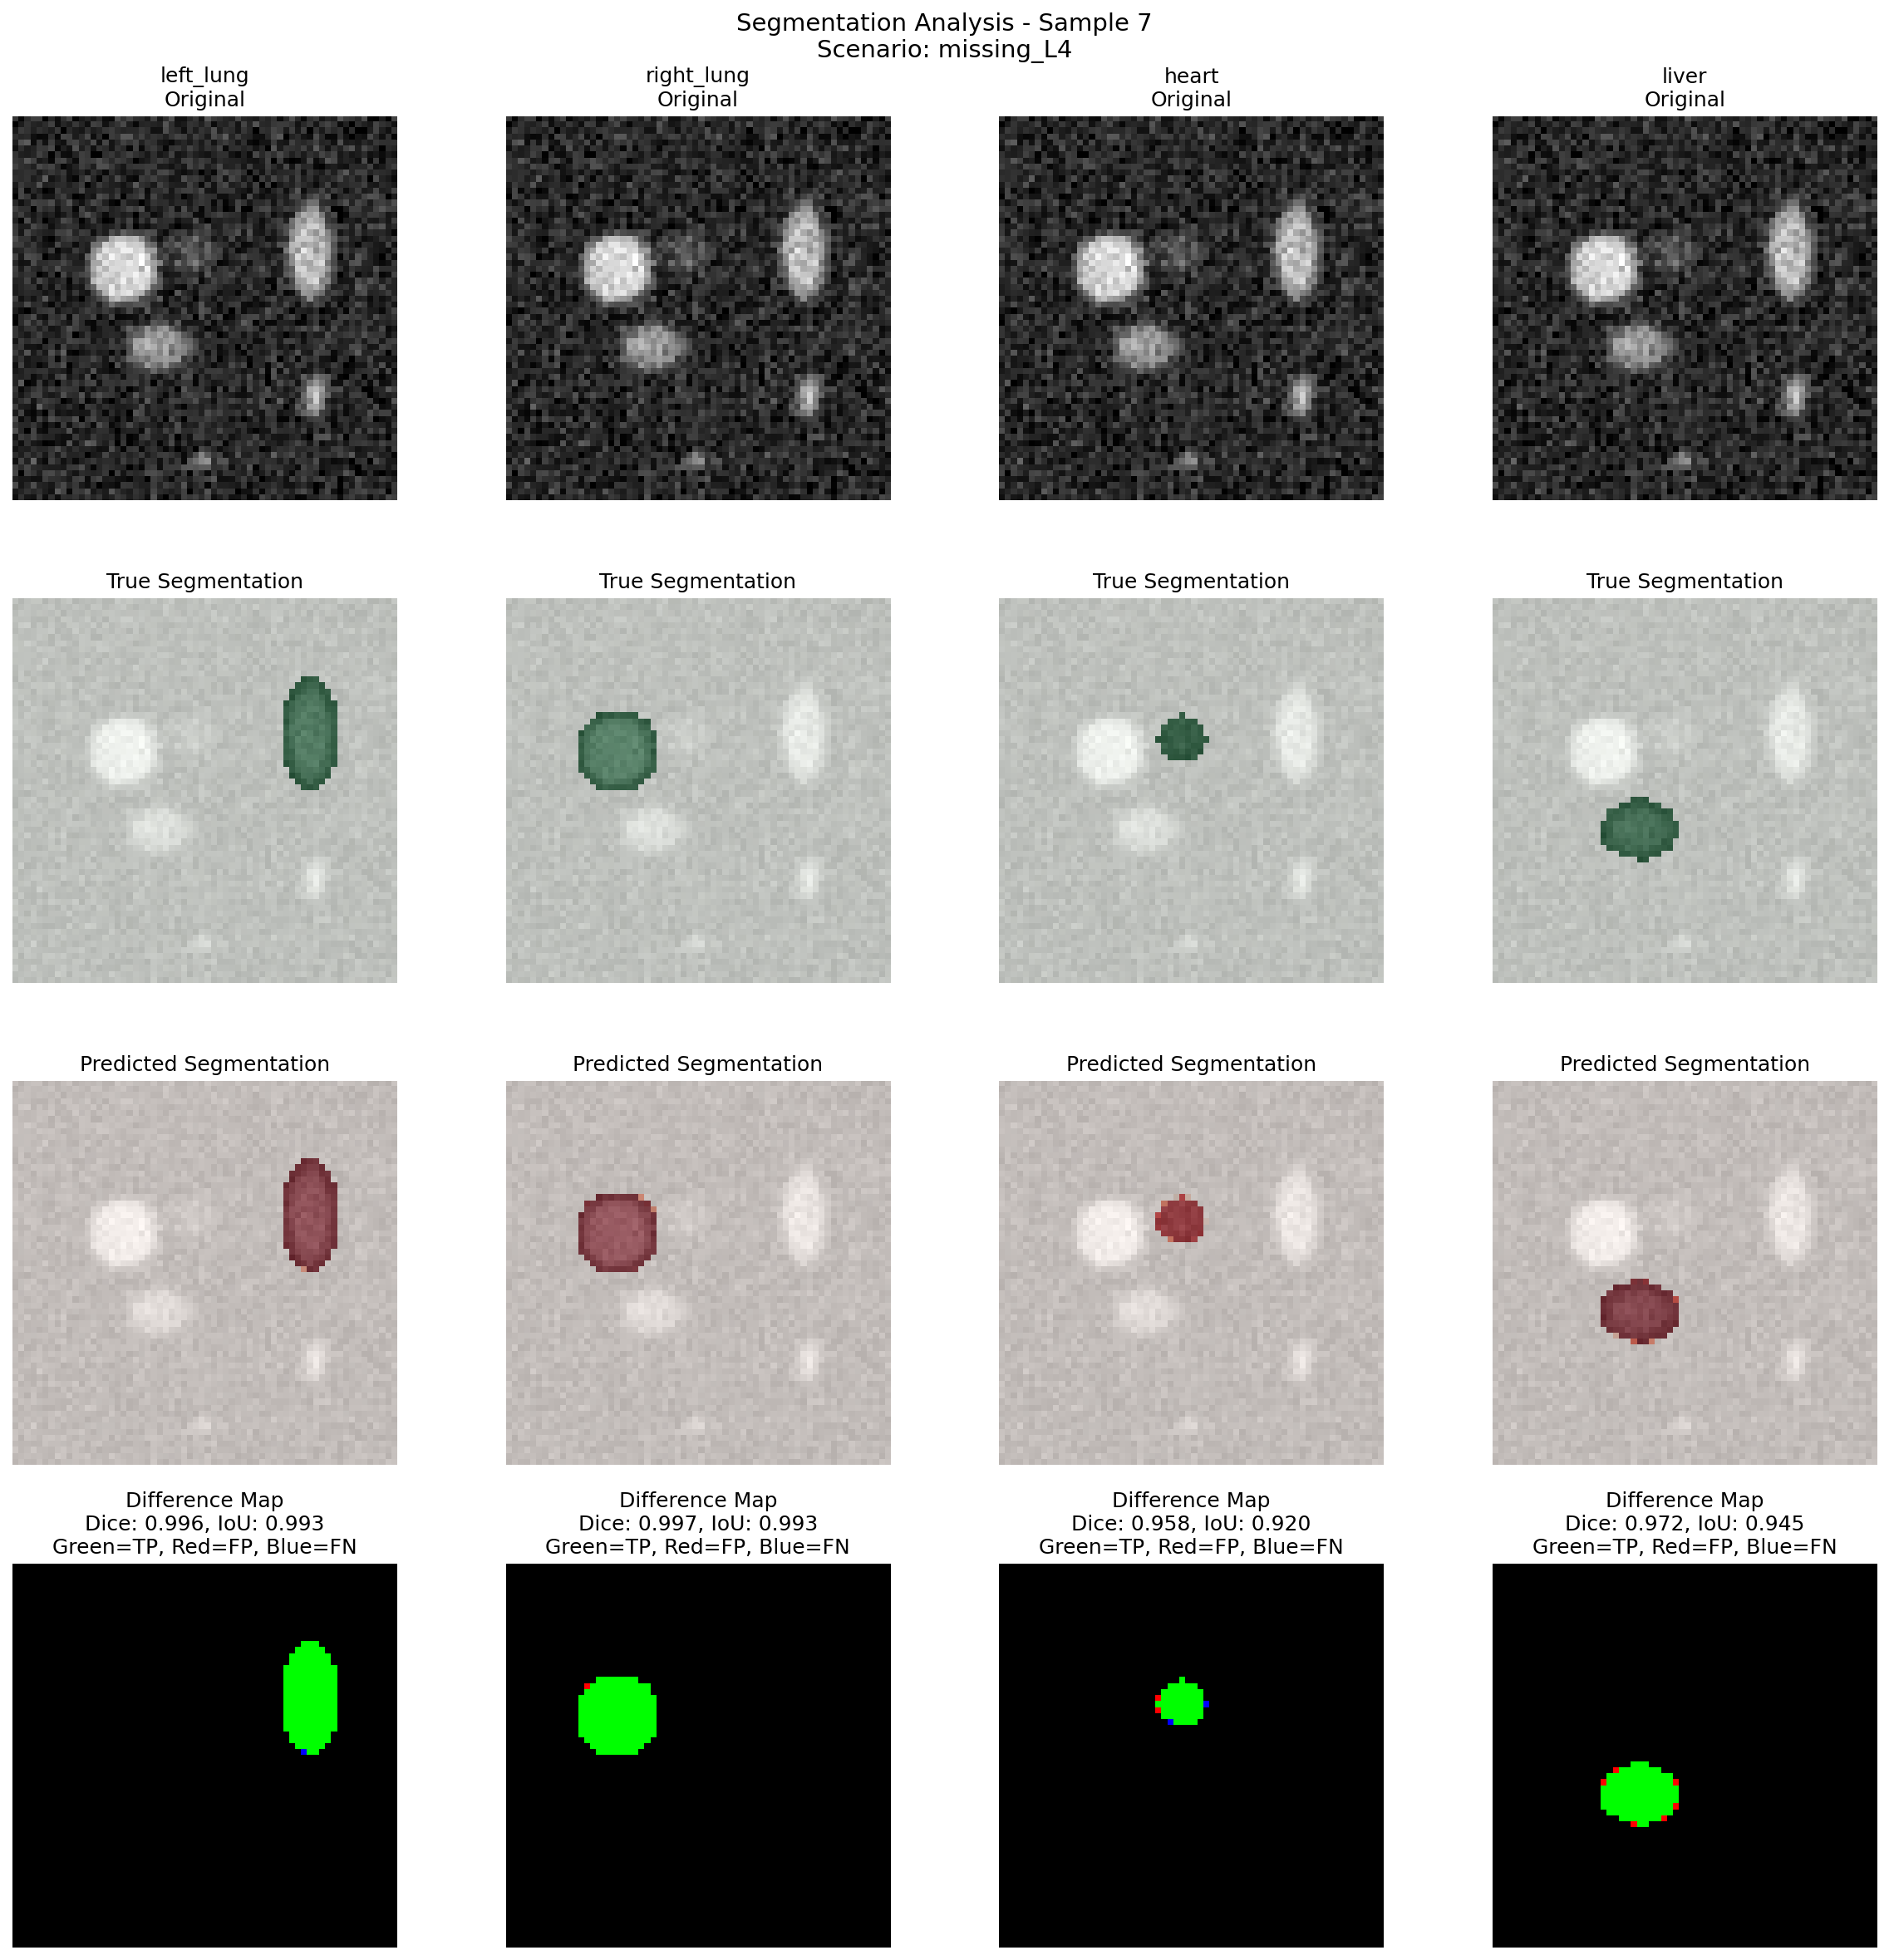 Segmentation Analysis - Sample 7
Scenario: missing_L4
left_lung
Original
right_lung
Original
heart
Original
liver
Original
True Segmentation
True Segmentation
True Segmentation
True Segmentation
Predicted Segmentation
Predicted Segmentation
Predicted Segmentation
Predicted Segmentation
Difference Map
Dice: 0.996, IoU: 0.993
Green=TP, Red=FP, Blue=FN
Difference Map
Dice: 0.997, IoU: 0.993
Green=TP, Red=FP, Blue=FN
Difference Map
Dice: 0.958, IoU: 0.920
Green=TP, Red=FP, Blue=FN
Difference Map
Dice: 0.972, IoU: 0.945
Green=TP, Red=FP, Blue=FN